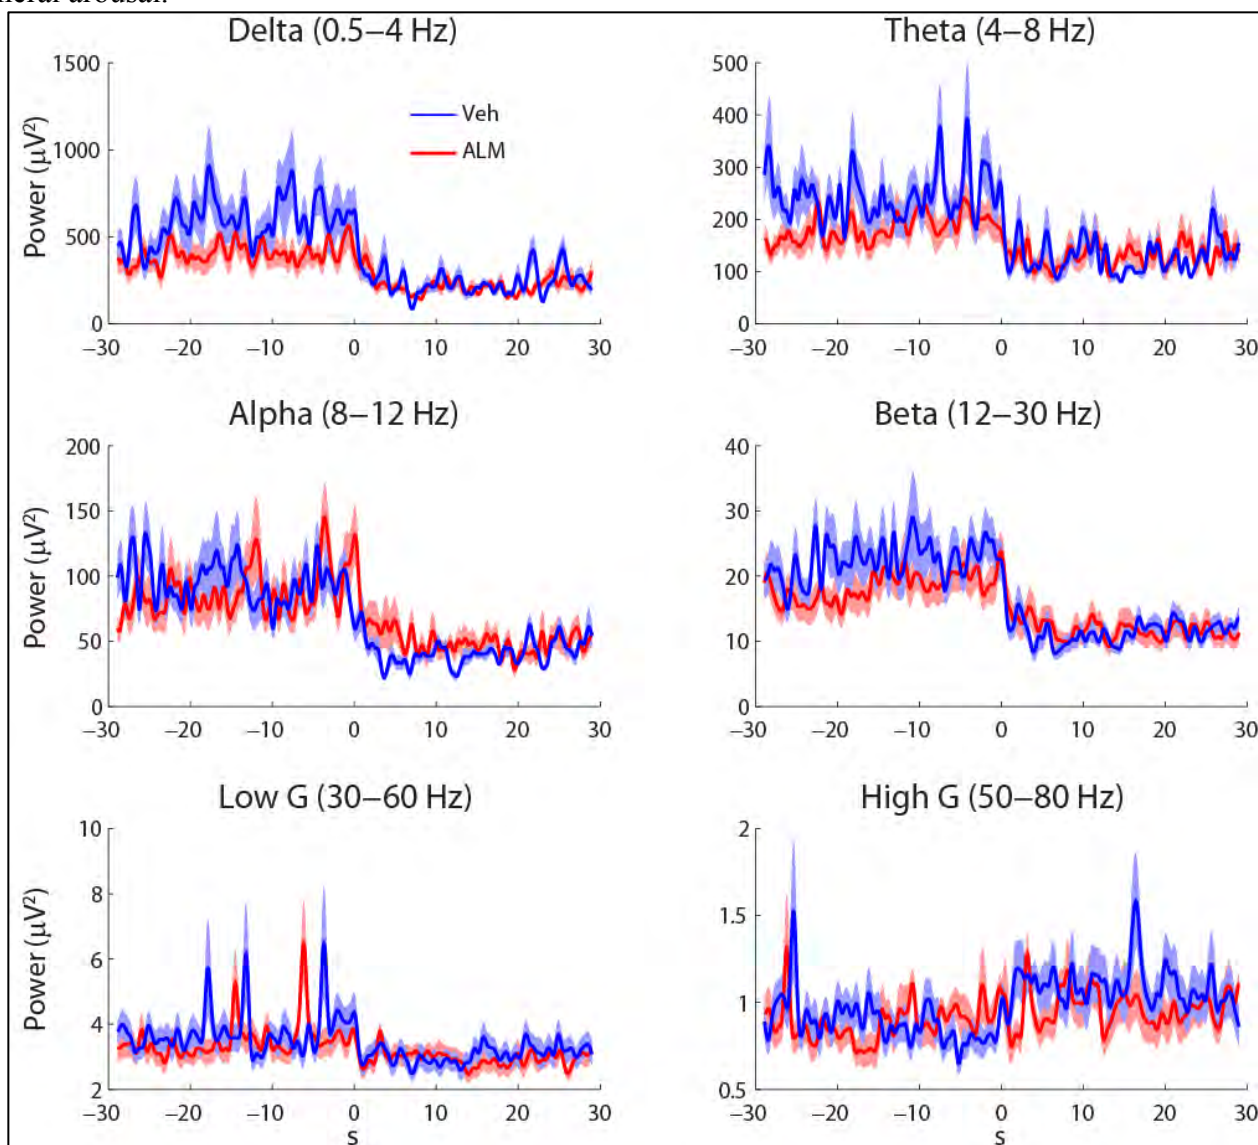 neral arousal.
Delta (0.5–4 Hz)
Power (μV²)
1500
1000
500
0
Veh
ALM
−30 −20 −10 0 10 20 30
Theta (4–8 Hz)
500
400
300
200
100
0
−30 −20 −10 0 10 20 30
Alpha (8–12 Hz)
Power (μV²)
200
150
100
50
0
−30 −20 −10 0 10 20 30
Beta (12–30 Hz)
40
30
20
10
0
−30 −20 −10 0 10 20 30
Low G (30–60 Hz)
Power (μV²)
10
8
6
4
2
−30 −20 −10 0 10 20 30
s
High G (50–80 Hz)
2
1.5
1
0.5
−30 −20 −10 0 10 20 30
s